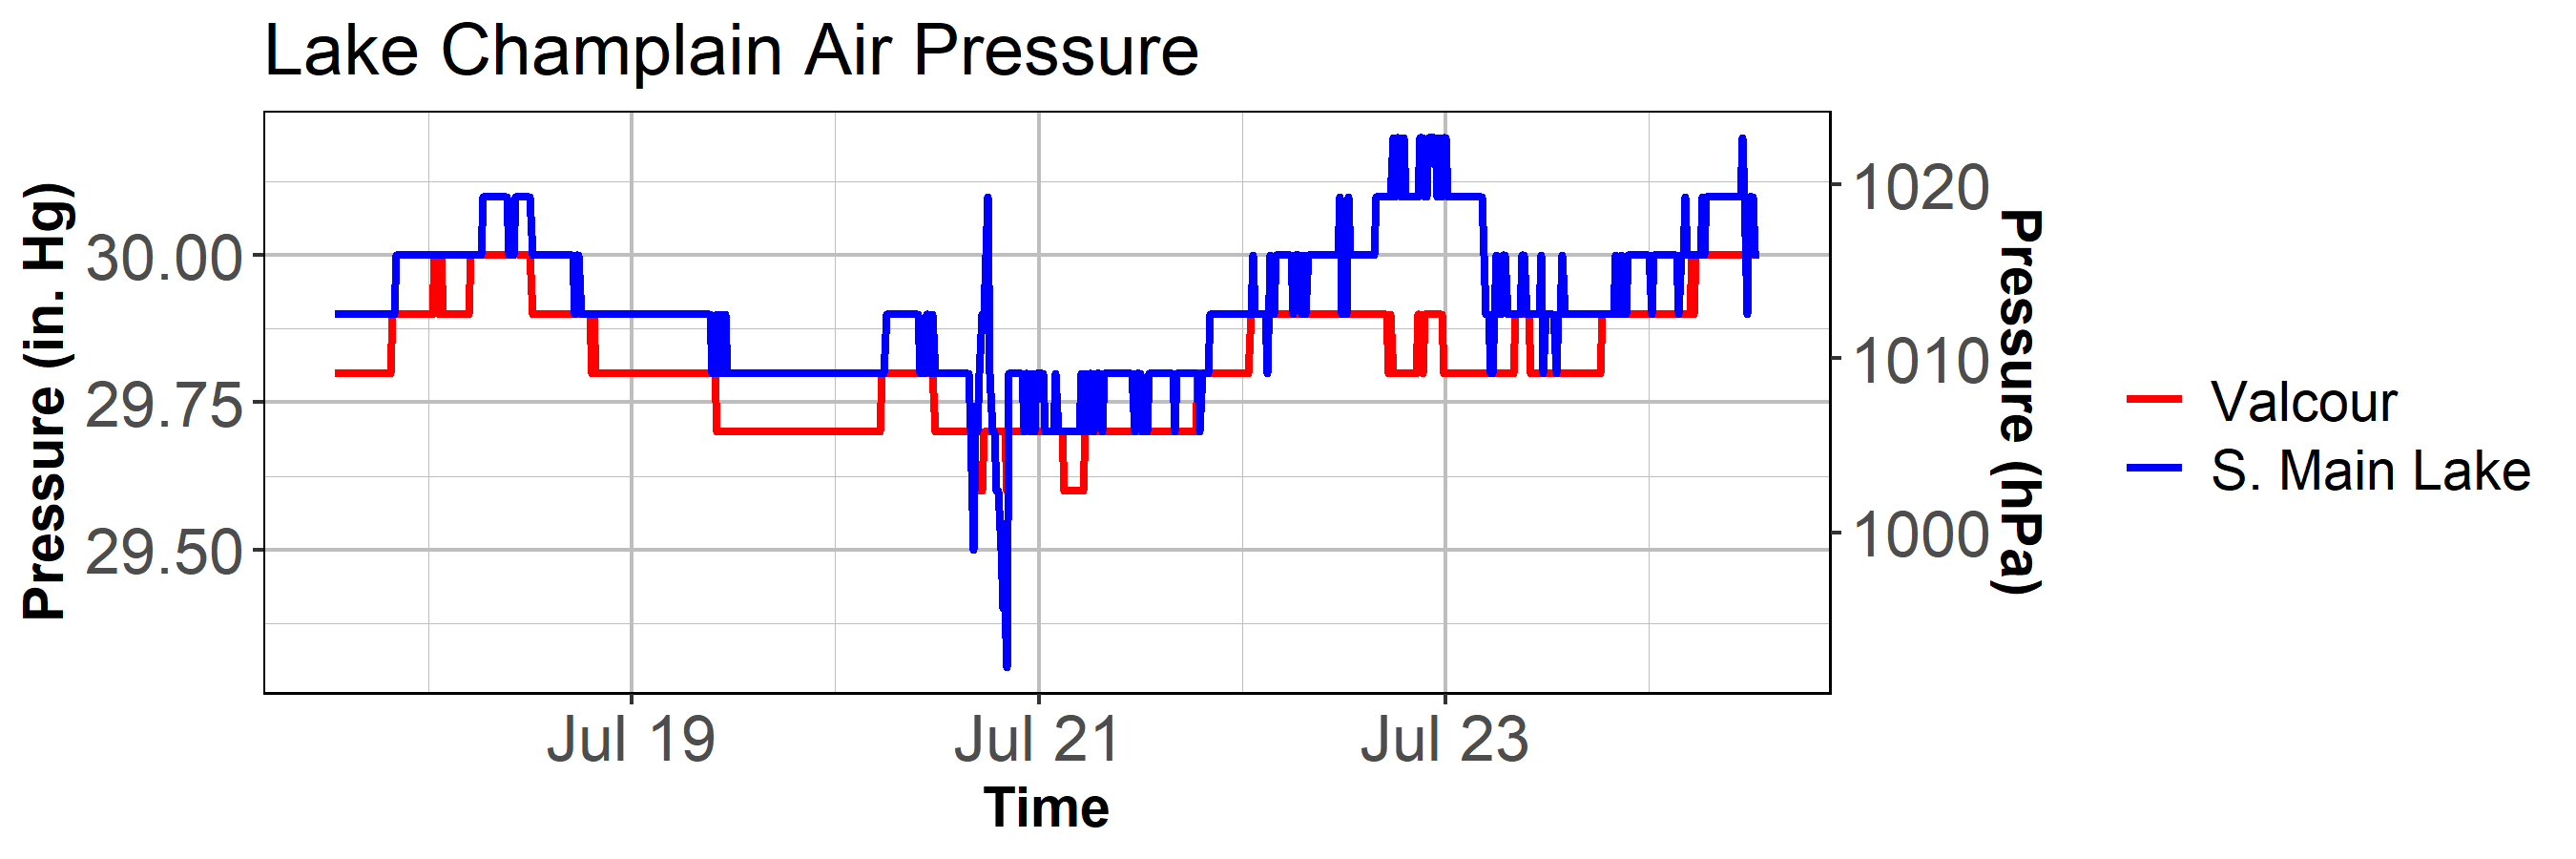 Lake Champlain Air Pressure
Pressure (in. Hg)
30.00
29.75
29.50
1020
1010
1000
Pressure (hPa)
Jul 19
Jul 21
Jul 23
Time
Valcour
S. Main Lake